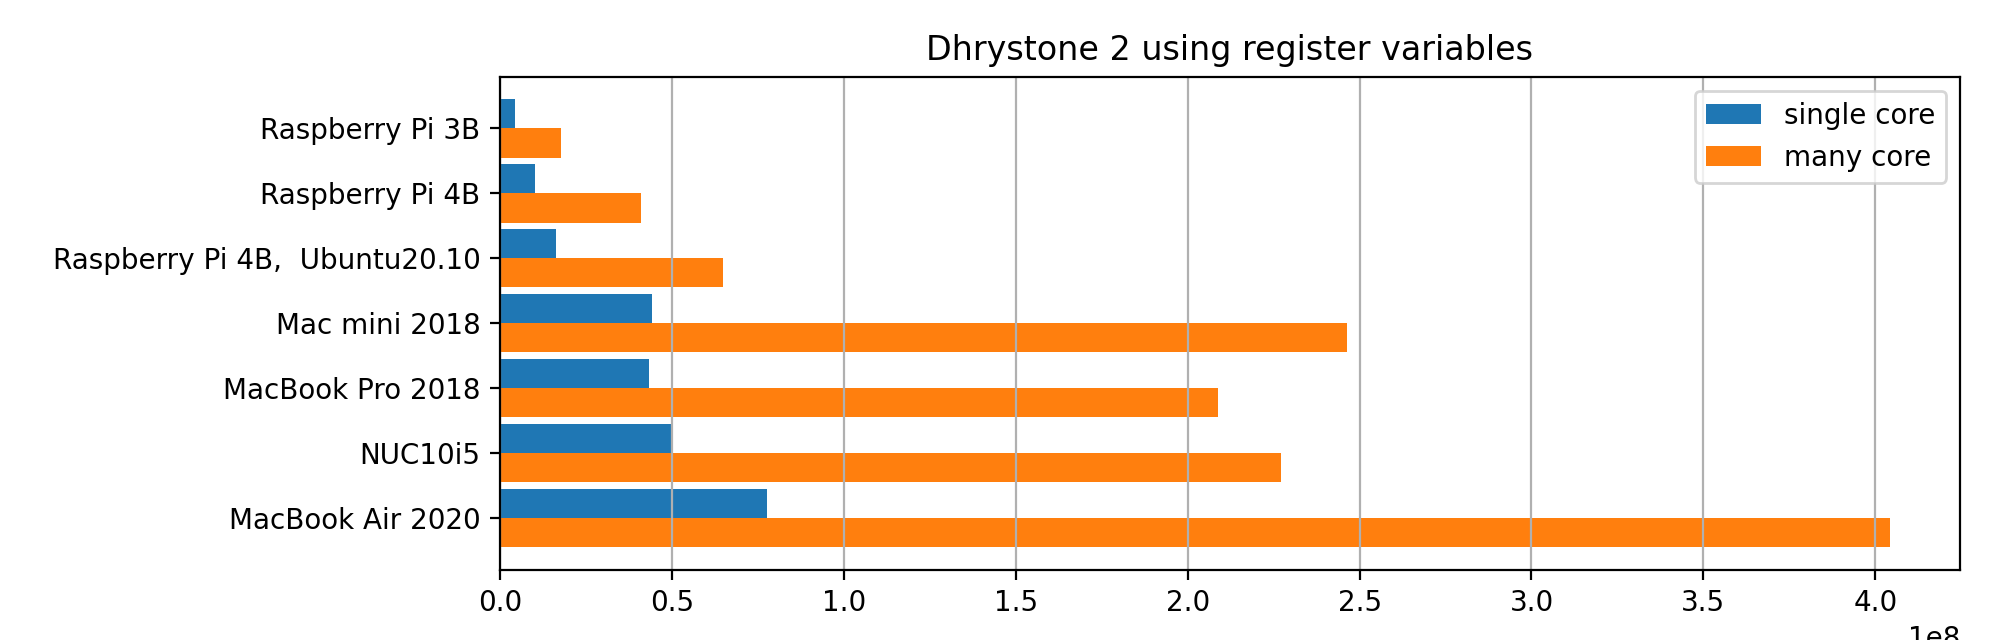 Dhrystone 2 using register variables
single core
many core
Raspberry Pi 3B
Raspberry Pi 4B
Raspberry Pi 4B,  Ubuntu20.10
Mac mini 2018
MacBook Pro 2018
NUC10i5
MacBook Air 2020
0.0 0.5 1.0 1.5 2.0 2.5 3.0 3.5 4.0
1e8